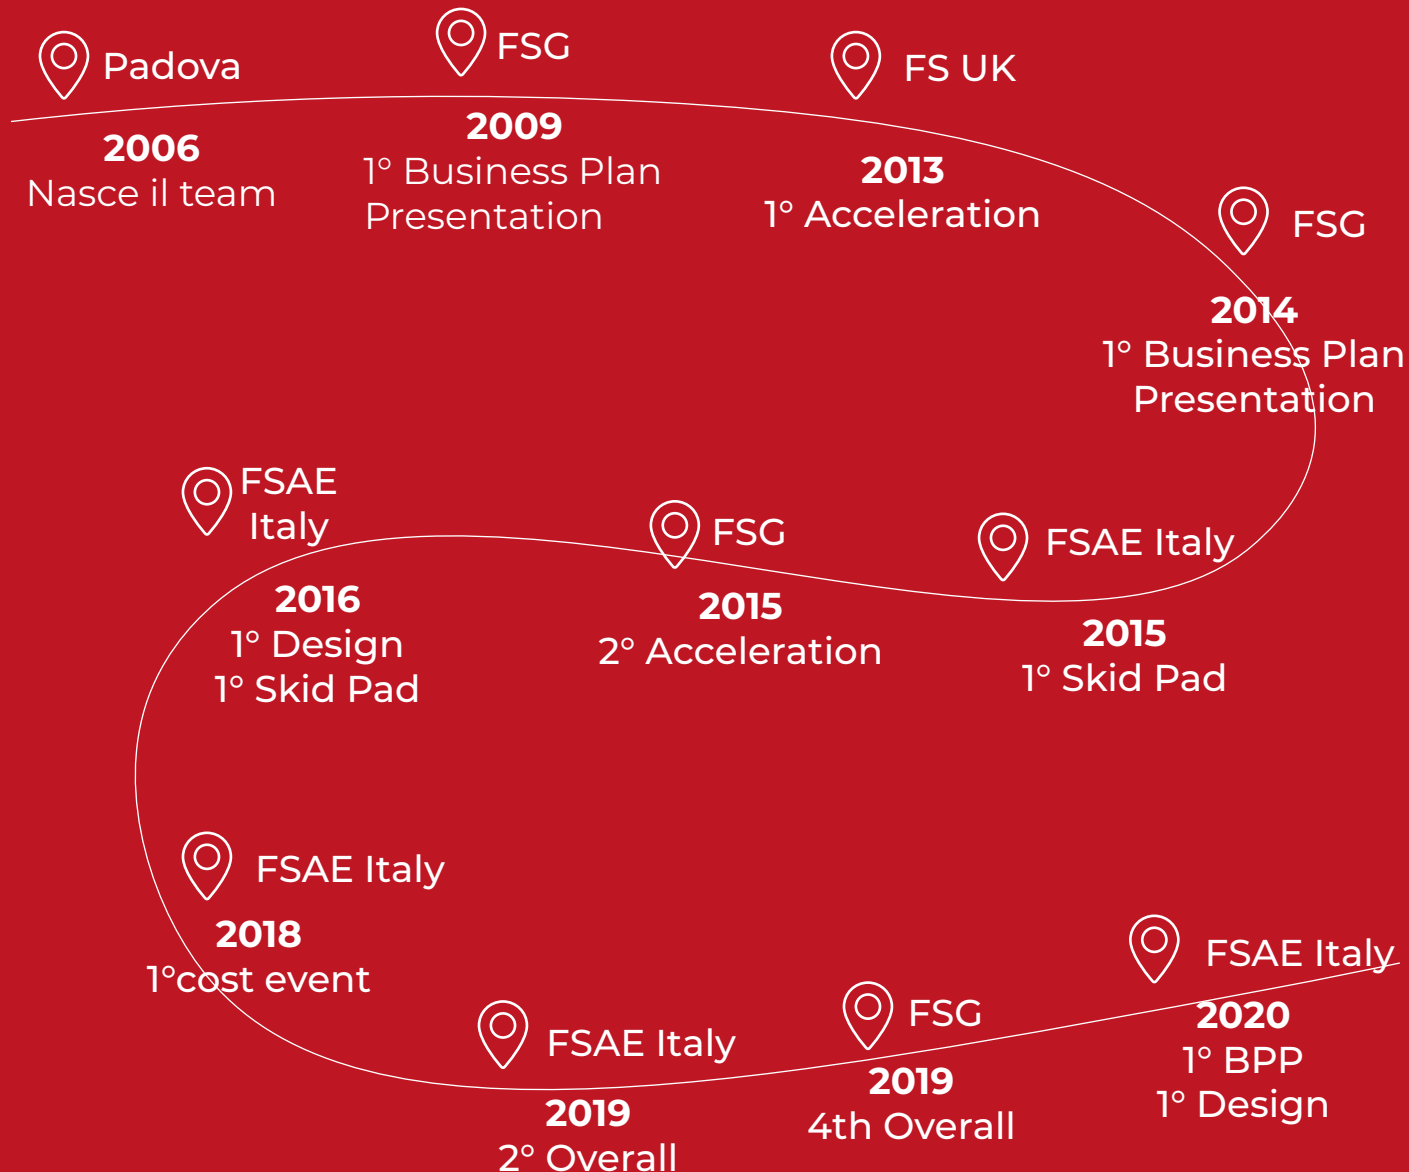 Padova
2006
Nasce il team
FSG
2009
1° Business Plan
Presentation
FS UK
2013
1° Acceleration
FSG
2014
1° Business Plan
Presentation
FSAE Italy
2015
1° Skid Pad
FSG
2015
2° Acceleration
FSAE
Italy
2016
1° Design
1° Skid Pad
FSAE Italy
2018
1°cost event
FSAE Italy
2019
2° Overall
FSG
2019
4th Overall
FSAE Italy
2020
1° BPP
1° Design